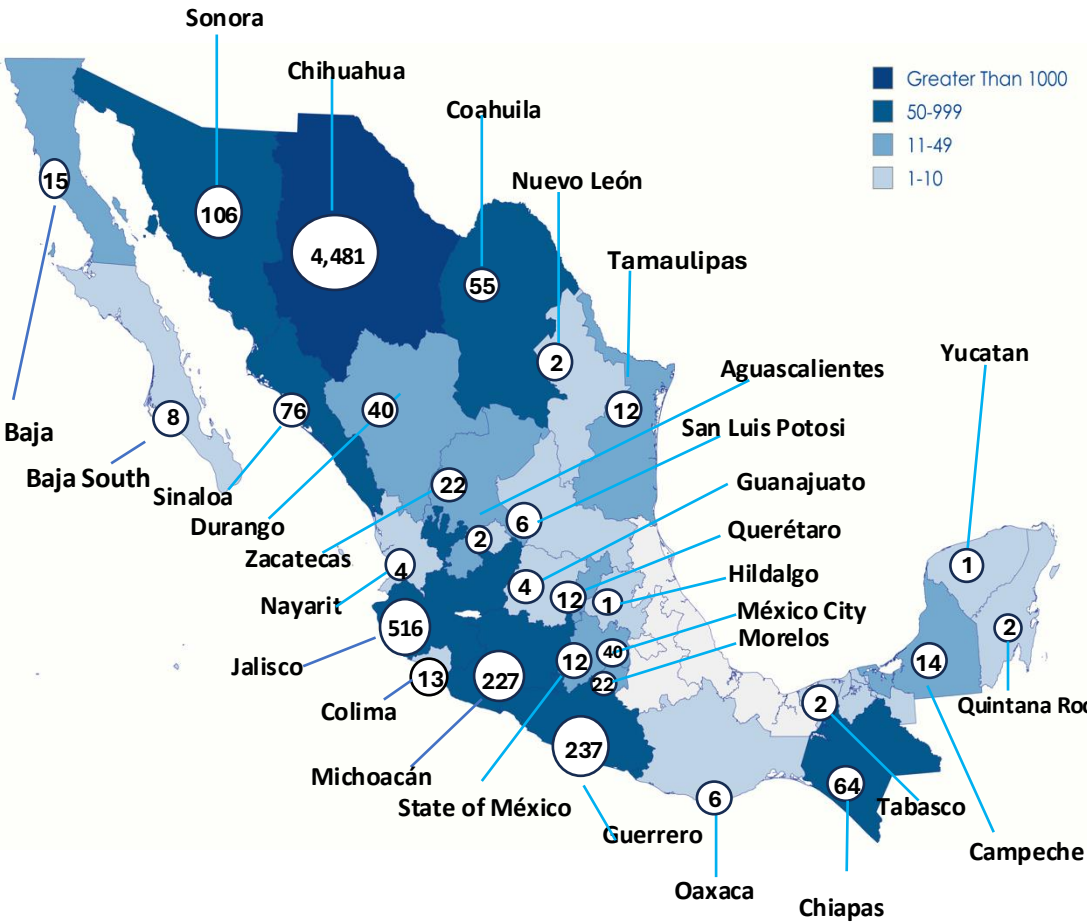 Sonora
Chihuahua
Greater Than 1000
50-999
11-49
1-10
Coahuila
Nuevo León
15
106
4,481
55
Tamaulipas
2
Yucatan
Aguascalientes
8
76
40
12
San Luis Potosi
Baja
Baja South
Sinaloa
Durango
22
6
Guanajuato
Zacatecas
2
Querétaro
4
4
12
1
1
Hildalgo
Nayarit
516
México City
Morelos
2
Jalisco
13
227
12
40
22
14
Colima
2
Quintana Roo
Michoacán
237
State of México
6
64
Tabasco
Guerrero
Campeche
Oaxaca
Chiapas